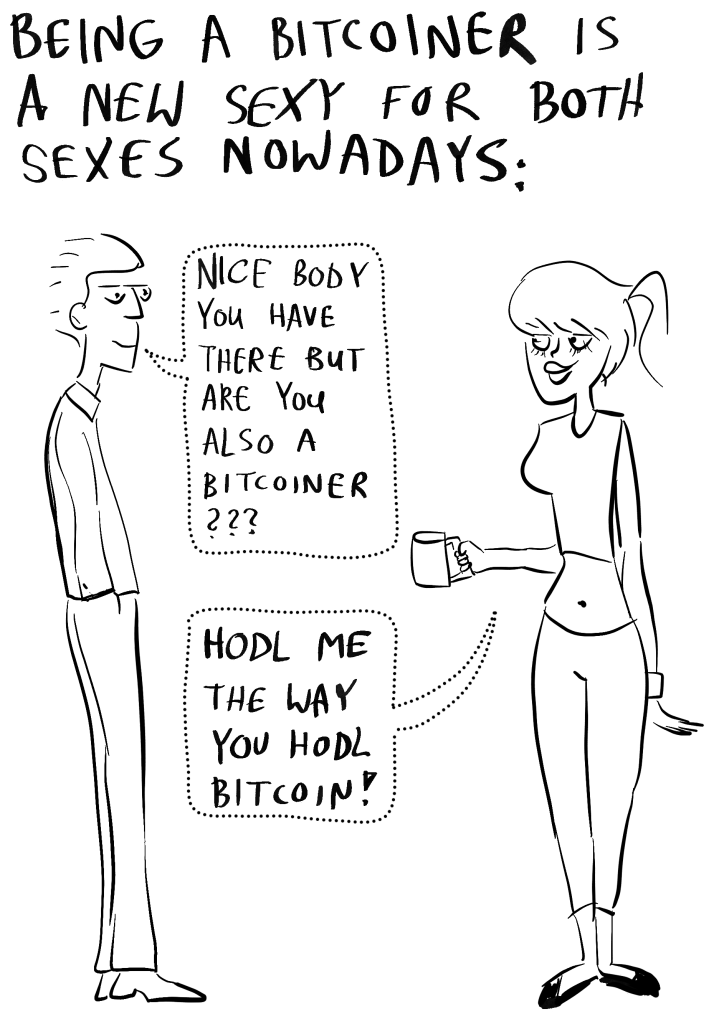 BEING A BITCOINER IS
A NEW SEXY FOR BOTH
SEXES NOWADAYS:
NICE BODY
YOU HAVE
THERE BUT
ARE YOU
ALSO A
BITCOINER
???
HODL ME
THE WAY
YOU HODL
BITCOIN!